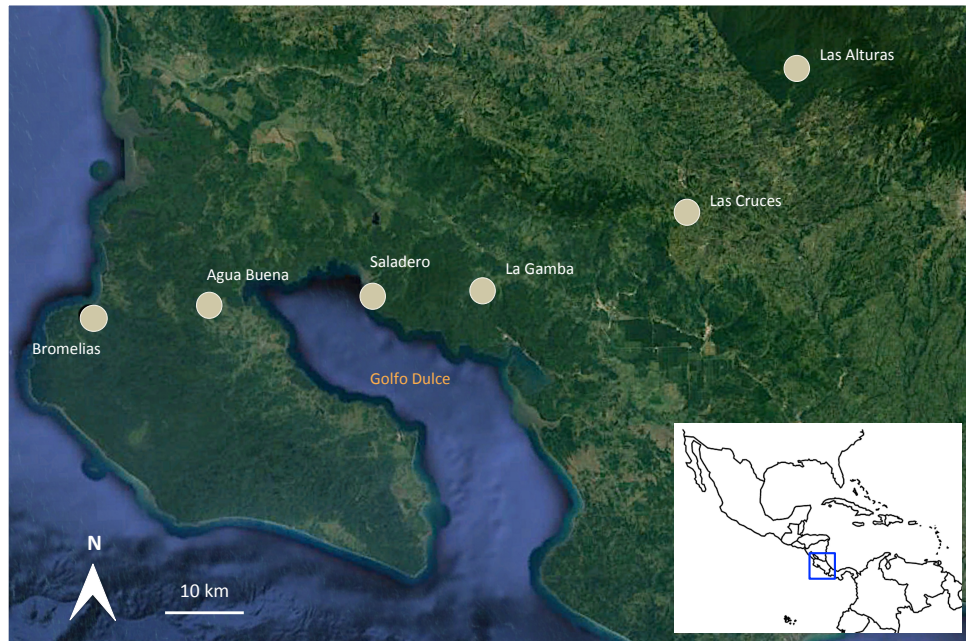 Las Alturas
Las Cruces
Saladero
La Gamba
Agua Buena
Bromelias
Golfo Dulce
N
10 km